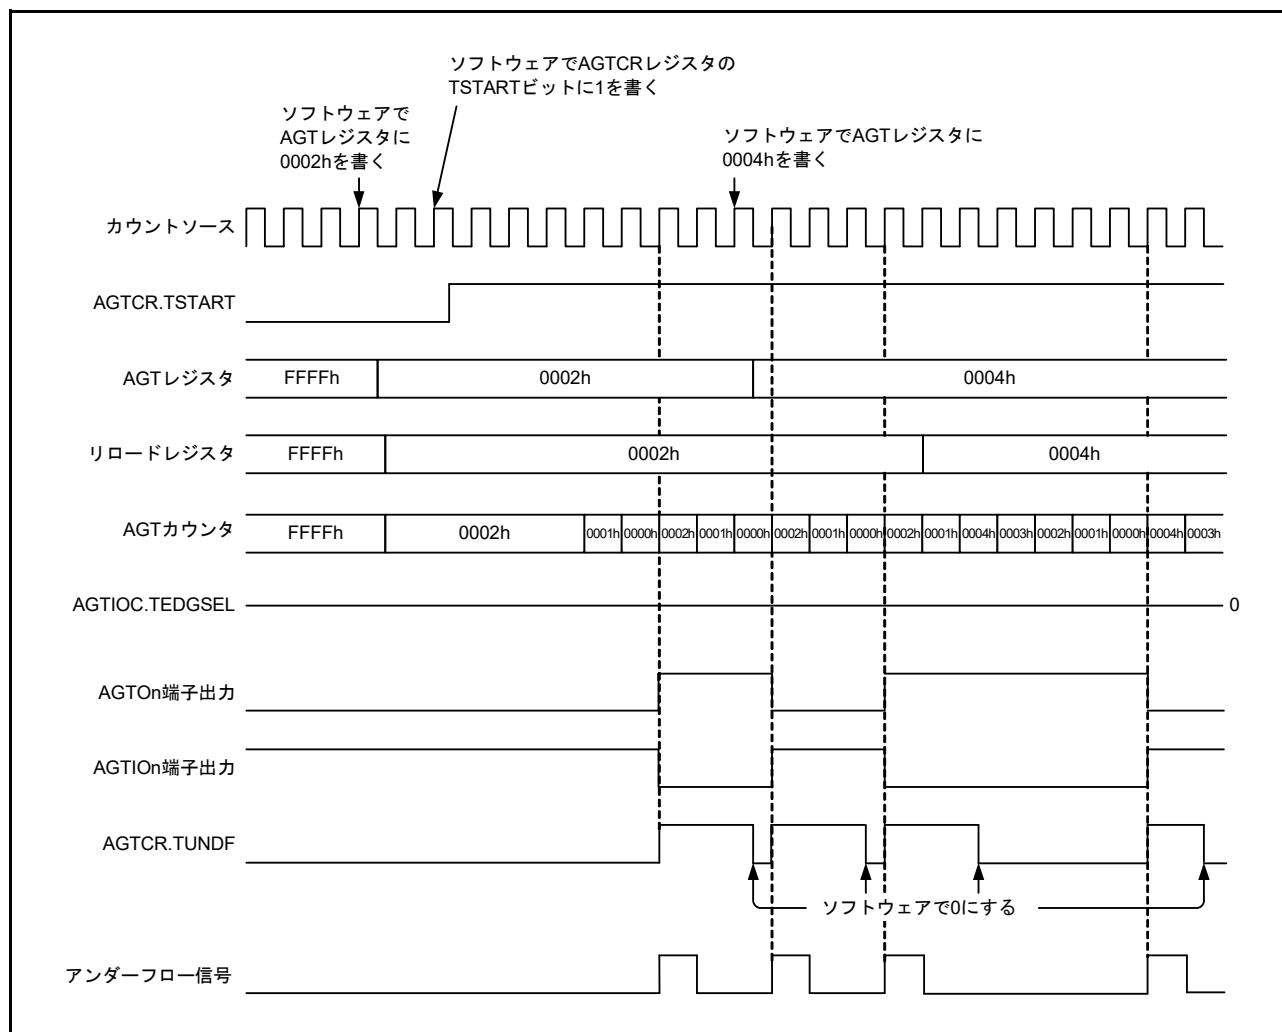 ソフトウェアでAGTCRレジスタの
TSTARTビットに1を書く
ソフトウェアで
AGTレジスタに
0002hを書く
ソフトウェアでAGTレジスタに
0004hを書く
カウントソース
AGTCR.TSTART
AGTレジスタ FFFFh 0002h 0004h
リロードレジスタ FFFFh 0002h 0004h
AGTカウンタ FFFFh 0002h 0001h 0000h 0002h 0001h 0000h 0002h 0001h 0000h 0002h 0001h 0004h 0003h 0002h 0001h 0000h 0004h 0003h
AGTIOC.TEDGSEL 0
AGTOn端子出力
AGTIOn端子出力
AGTCR.TUNDF
ソフトウェアで0にする
アンダーフロー信号